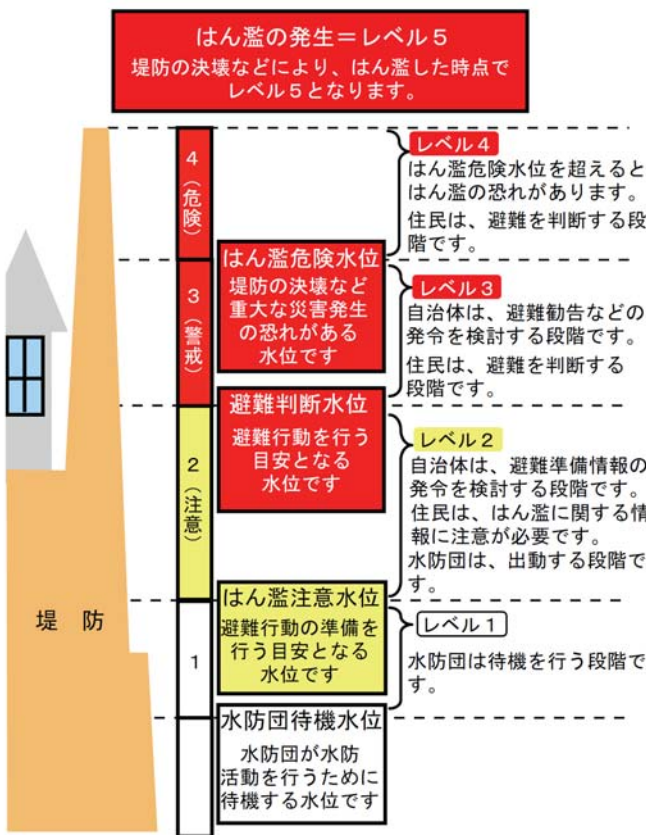 はん濫の発生＝レベル５
堤防の決壊などにより、はん濫した時点で
レベル５となります。
4
（危険）
レベル４
はん濫危険水位を超えると
はん濫の恐れがあります。
住民は、避難を判断する段
階です。
はん濫危険水位
堤防の決壊など
重大な災害発生
の恐れがある
水位です
3
（警戒）
レベル３
自治体は、避難勧告などの
発令を検討する段階です。
住民は、避難を判断する
段階です。
避難判断水位
避難行動を行う
目安となる
水位です
2
（注意）
レベル２
自治体は、避難準備情報の
発令を検討する段階です。
住民は、はん濫に関する情
報に注意が必要です。
水防団は、出動する段階で
す。
はん濫注意水位
避難行動の準備を
行う目安となる
水位です
堤　防
1
レベル１
水防団は待機を行う段階で
す。
水防団待機水位
水防団が水防
活動を行うために
待機する水位です